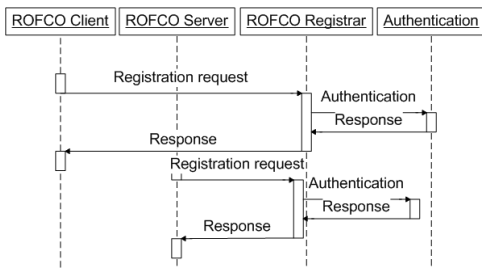 ROFCO Client
ROFCO Server
ROFCO Registrar
Authentication
Registration request
Authentication
Response
Response
Registration request
Authentication
Response
Response